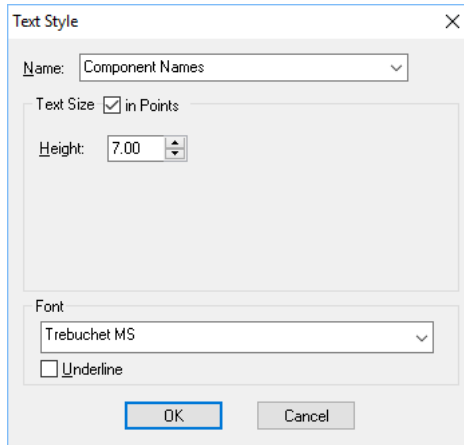 Text Style
Name: Component Names
Text Size in Points
Height: 7.00
Font
Trebuchet MS
Underline
OK Cancel